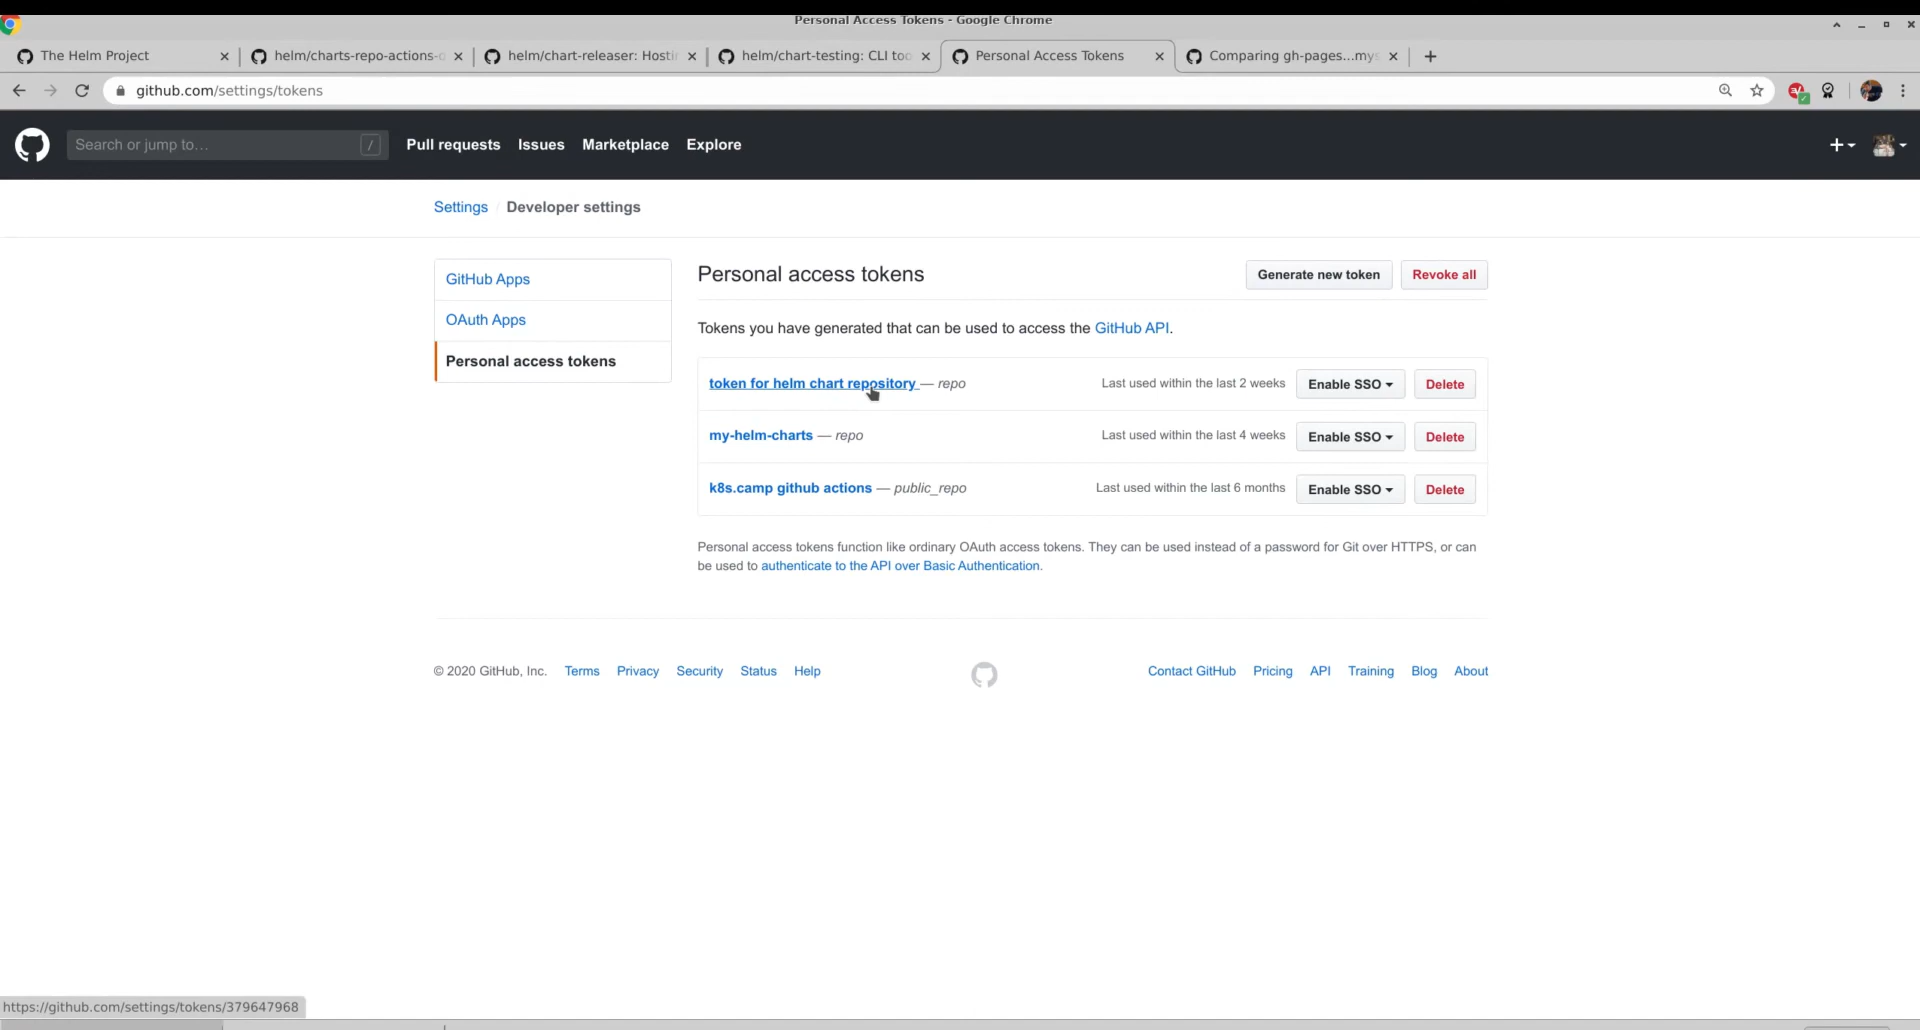 Personal Access Tokens - Google Chrome
The Helm Project
helm/charts-repo-actions-
helm/chart-releaser: Hosti
helm/chart-testing: CLI too
Personal Access Tokens
Comparing gh-pages...mys
github.com/settings/tokens
Search or jump to…
/
Pull requests
Issues
Marketplace
Explore
Settings / Developer settings
GitHub Apps
OAuth Apps
Personal access tokens
Personal access tokens
Generate new token
Revoke all
Tokens you have generated that can be used to access the GitHub API.
token for helm chart repository — repo
Last used within the last 2 weeks
Enable SSO
Delete
my-helm-charts — repo
Last used within the last 4 weeks
Enable SSO
Delete
k8s.camp github actions — public_repo
Last used within the last 6 months
Enable SSO
Delete
Personal access tokens function like ordinary OAuth access tokens. They can be used instead of a password for Git over HTTPS, or can
be used to authenticate to the API over Basic Authentication.
© 2020 GitHub, Inc.
Terms
Privacy
Security
Status
Help
Contact GitHub
Pricing
API
Training
Blog
About
https://github.com/settings/tokens/379647968